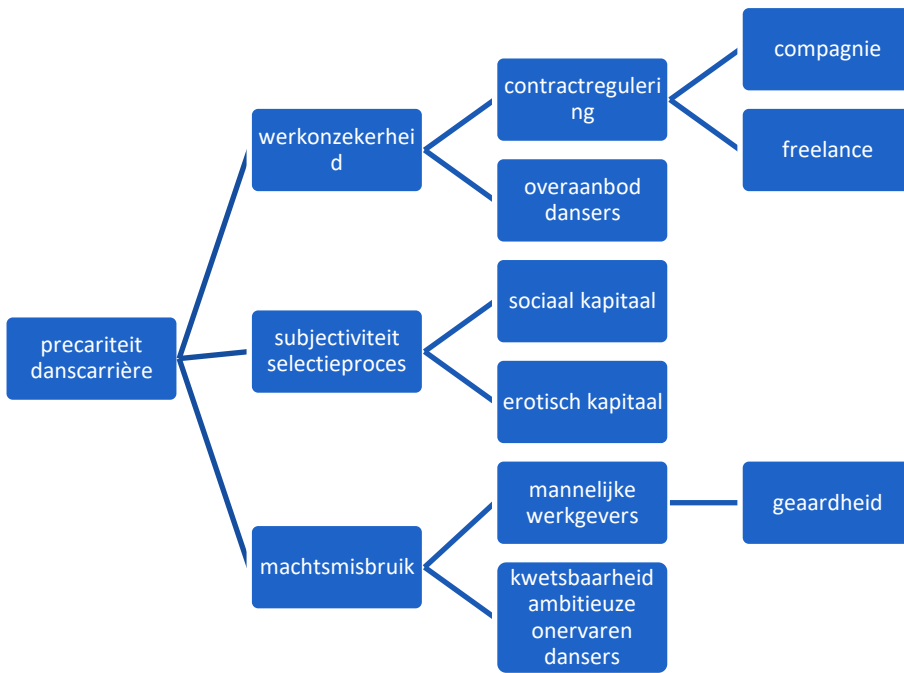 precariteit
danscarrière
werkonzekerhei
d
contractreguleri
ng
compagnie
freelance
overaanbod
dansers
subjectiviteit
selectieproces
sociaal kapitaal
erotisch kapitaal
machtsmisbruik
mannelijke
werkgevers
geaardheid
kwetsbaarheid
ambitieuze
onervaren
dansers